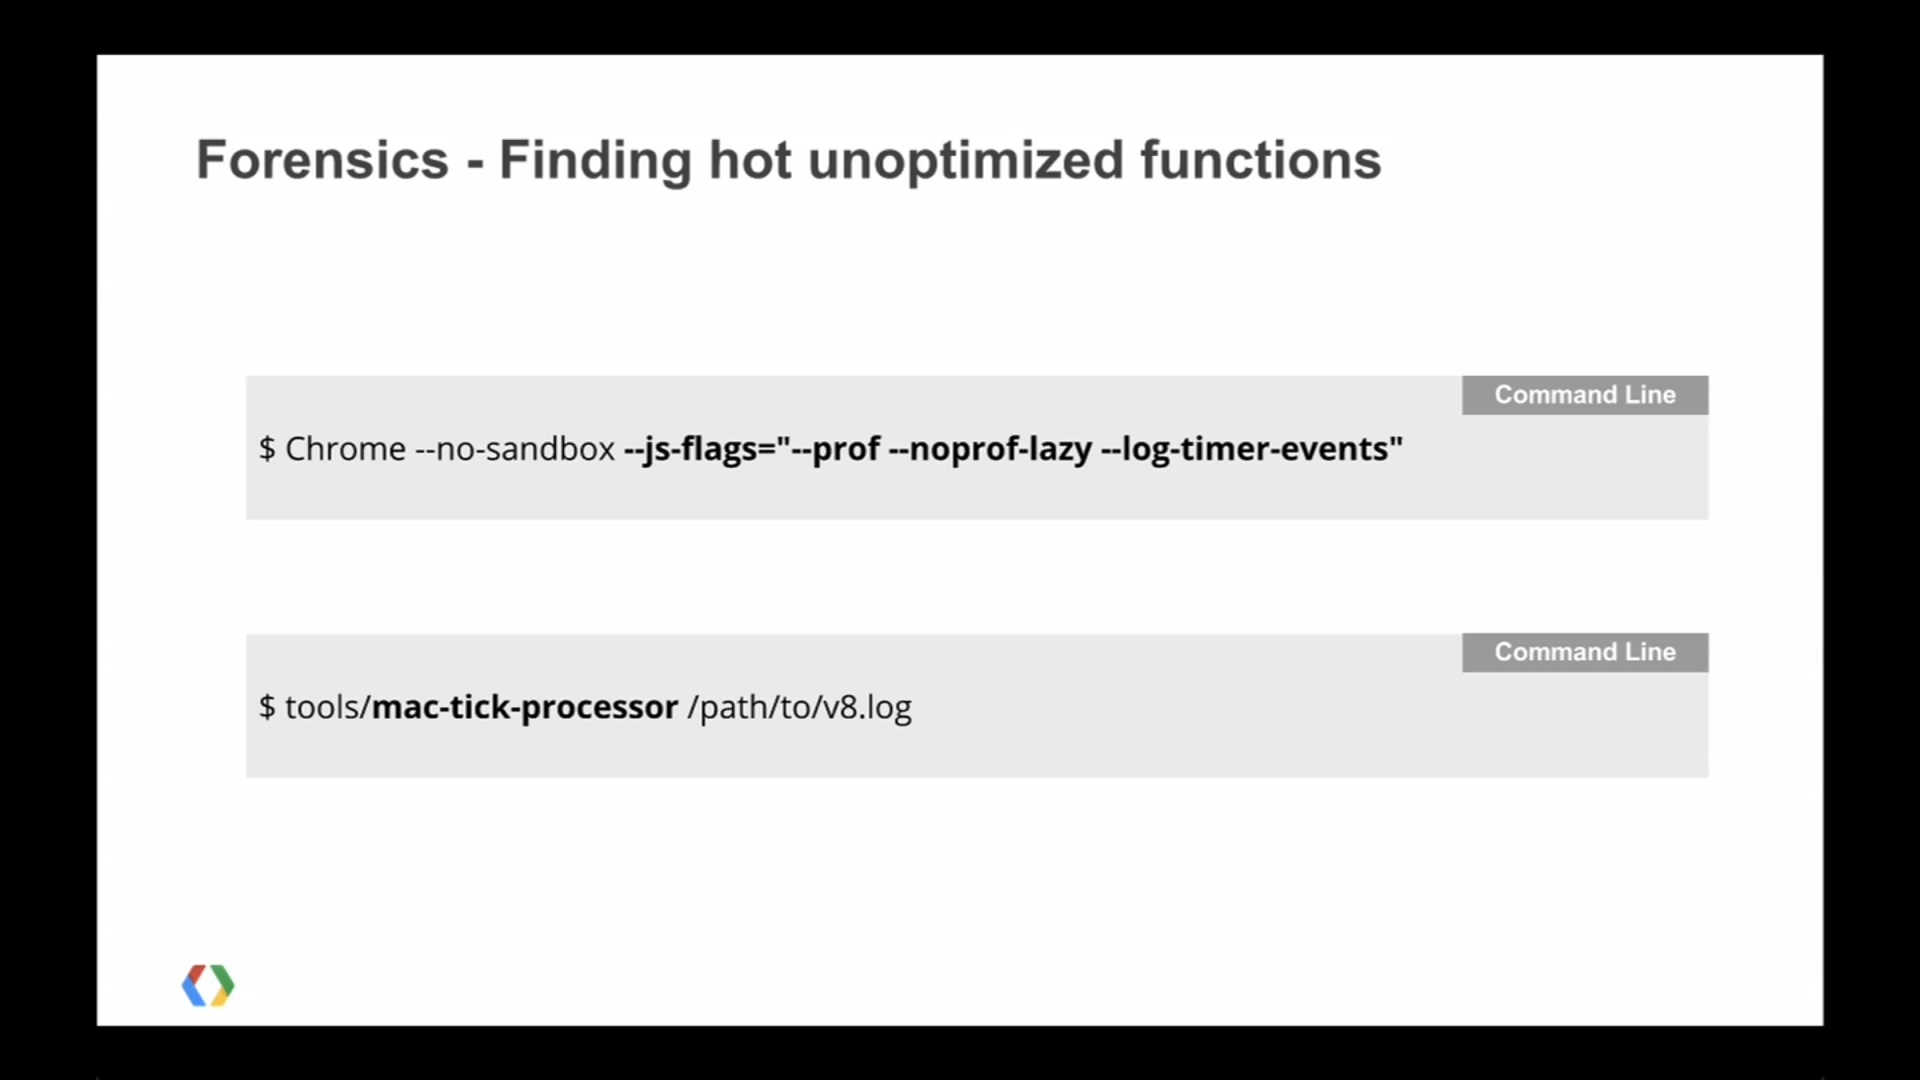 Forensics - Finding hot unoptimized functions
Command Line
$ Chrome --no-sandbox --js-flags="--prof --noprof-lazy --log-timer-events"
Command Line
$ tools/mac-tick-processor /path/to/v8.log